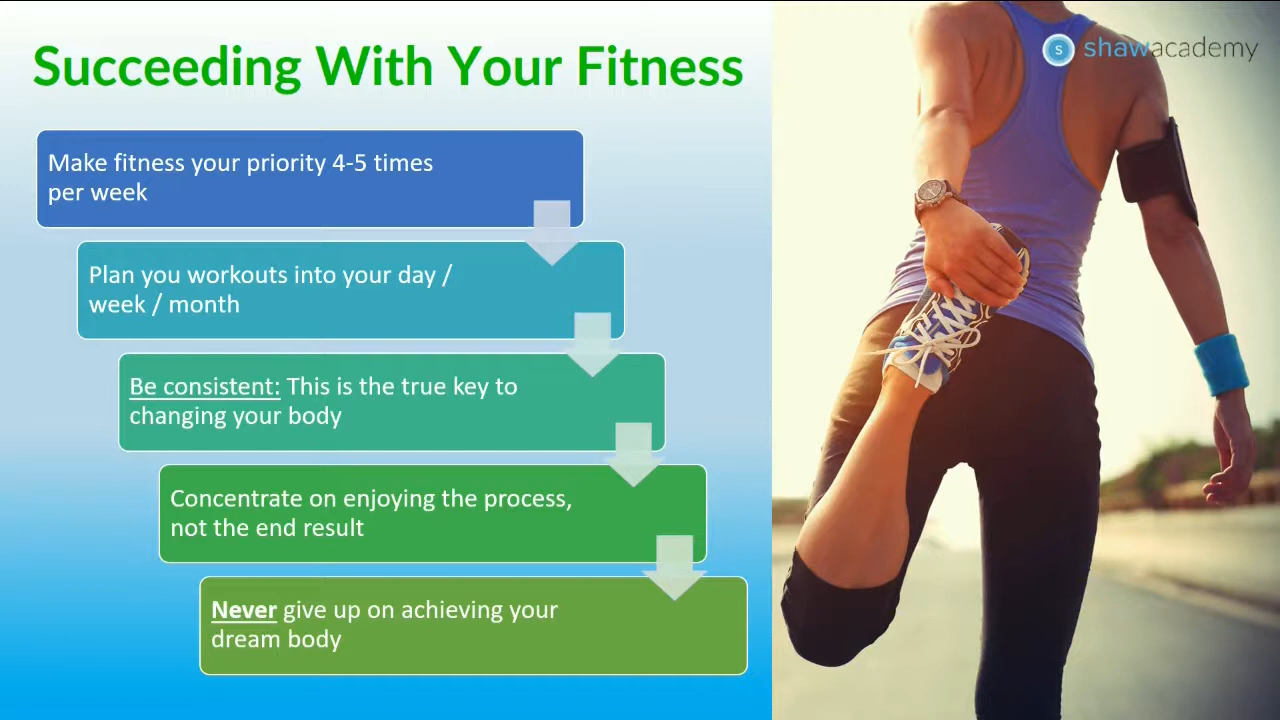 Succeeding With Your Fitness
s shawacademy
Make fitness your priority 4-5 times
per week
Plan you workouts into your day /
week / month
Be consistent: This is the true key to
changing your body
Concentrate on enjoying the process,
not the end result
Never give up on achieving your
dream body